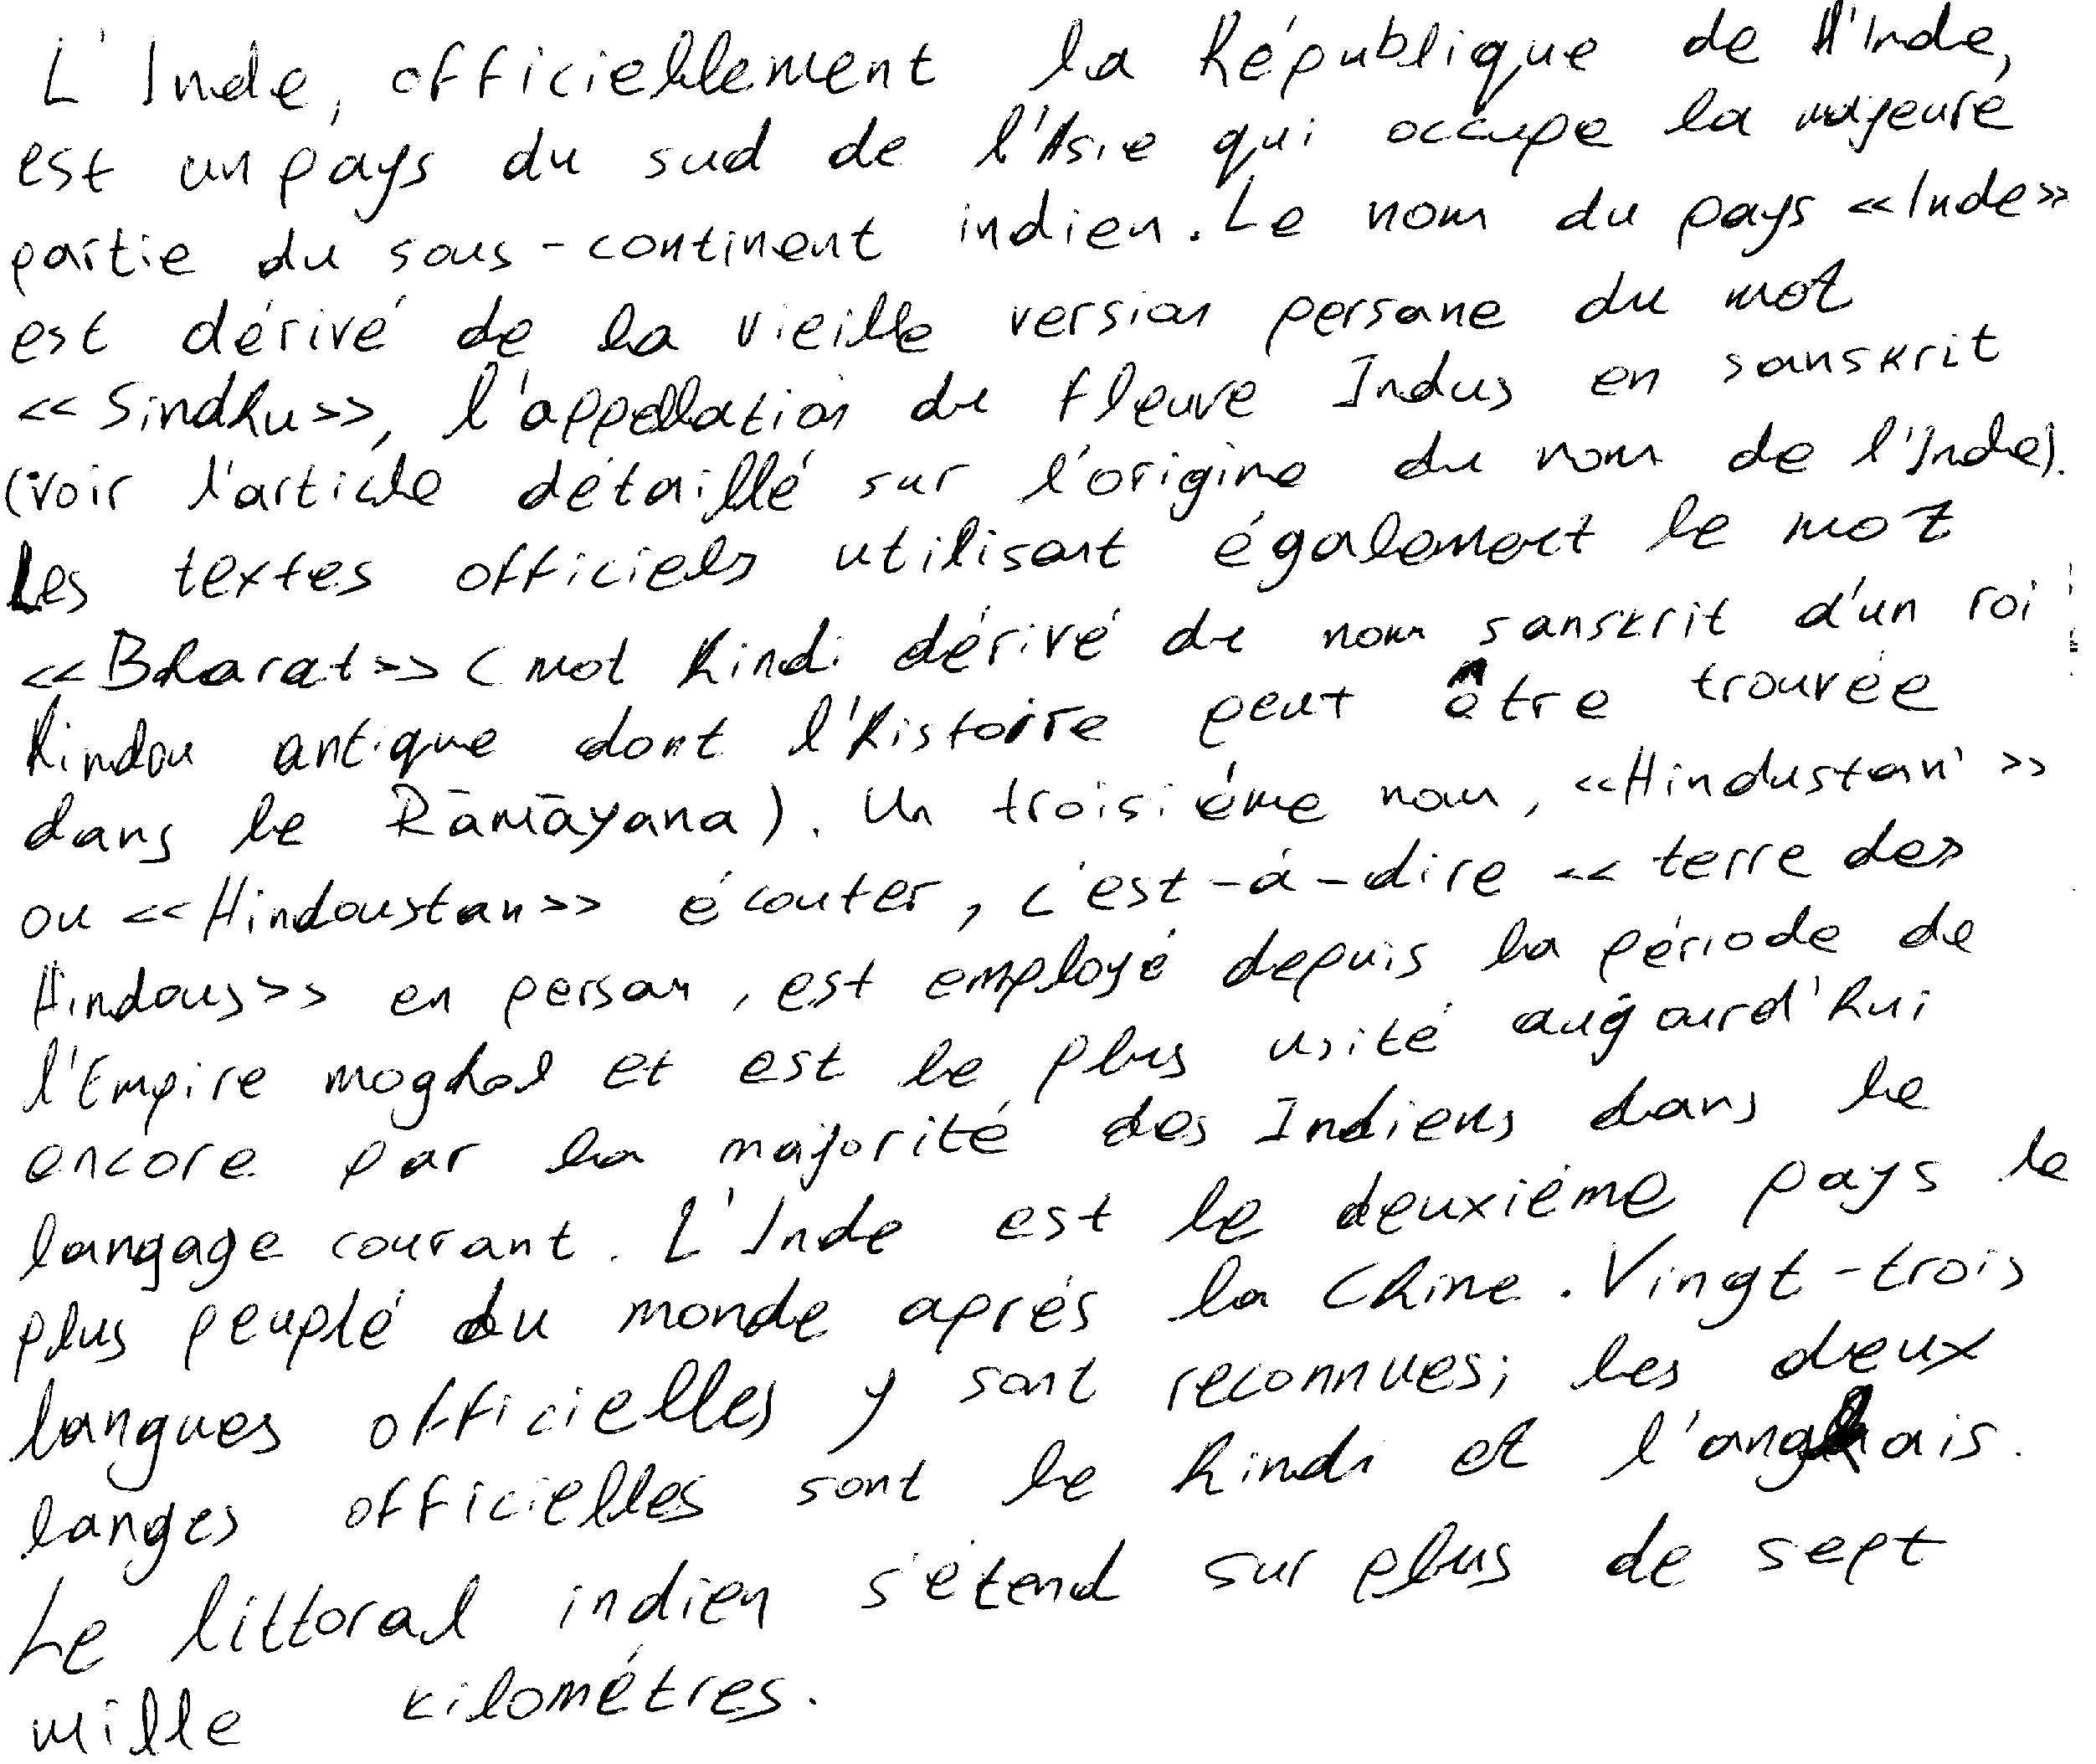 L'Inde, officiellement la République de l'Inde,
est un pays du sud de l'Asie qui occupe la majeure
partie du sous-continent indien. Le nom du pays «Inde»
est dérivé de la vieille version persane du mot
«Sindhu», l'appellation du fleuve Indus en sanskrit
(voir l'article détaillé sur l'origine du nom de l'Inde).
Les textes officiels utilisent également le mot
«Bharat» (mot hindi dérivé du nom sanskrit d'un roi
hindou antique dont l'histoire peut être trouvée
dans le Rāmāyana). Un troisiéme nom, «Hindustan»
ou «Hindoustan» écouter, c'est-à-dire «terre des
Hindous» en persan, est employé depuis la période de
l'Empire moghol et est le plus usité aujourd'hui
encore par la majorité des Indiens dans le
langage courant. L'Inde est le deuxiéme pays le
plus peuplé du monde aprés la Chine. Vingt-trois
langues officielles y sont reconnues; les deux
langes officielles sont le hindi et l'anglais.
Le littoral indien s'étend sur plus de sept
mille kilométres.